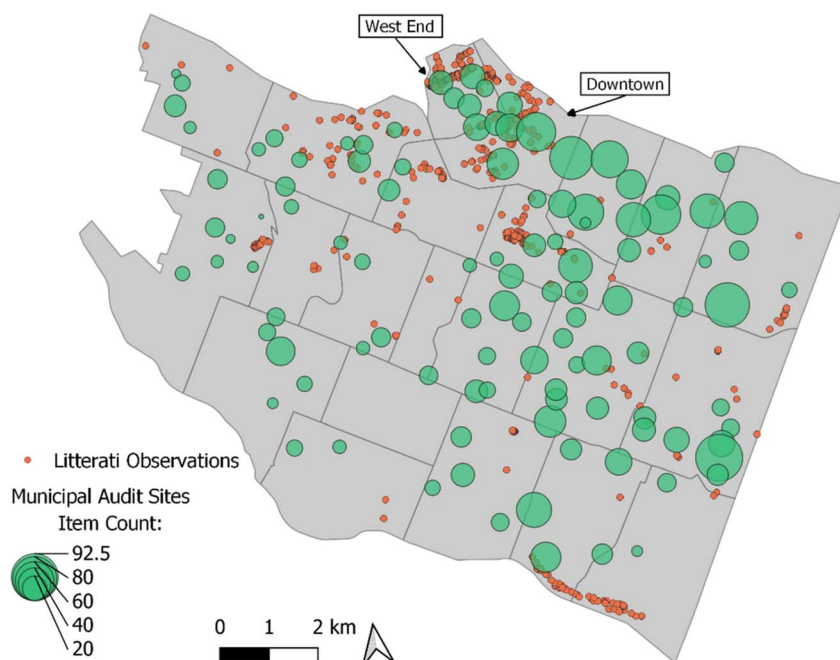 West End
Downtown
Litterati Observations
Municipal Audit Sites
Item Count:
92.5
80
60
40
20
0 1 2 km